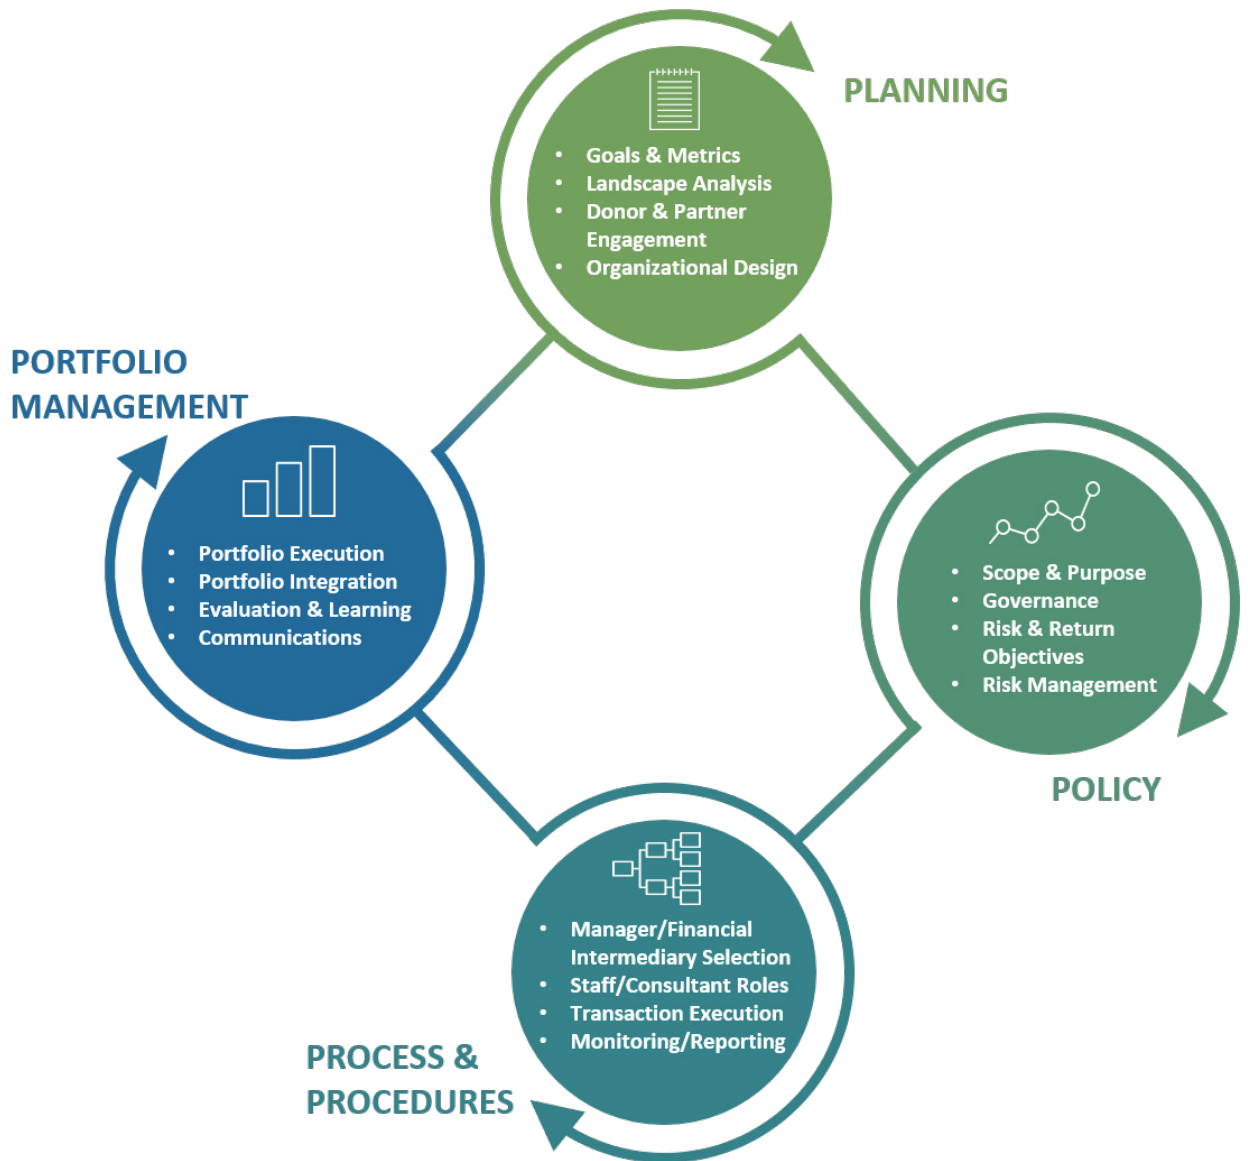 PLANNING
• Goals & Metrics
• Landscape Analysis
• Donor & Partner
Engagement
• Organizational Design
POLICY
• Scope & Purpose
• Governance
• Risk & Return
Objectives
• Risk Management
PROCESS &
PROCEDURES
• Manager/Financial
Intermediary Selection
• Staff/Consultant Roles
• Transaction Execution
• Monitoring/Reporting
PORTFOLIO
MANAGEMENT
• Portfolio Execution
• Portfolio Integration
• Evaluation & Learning
• Communications